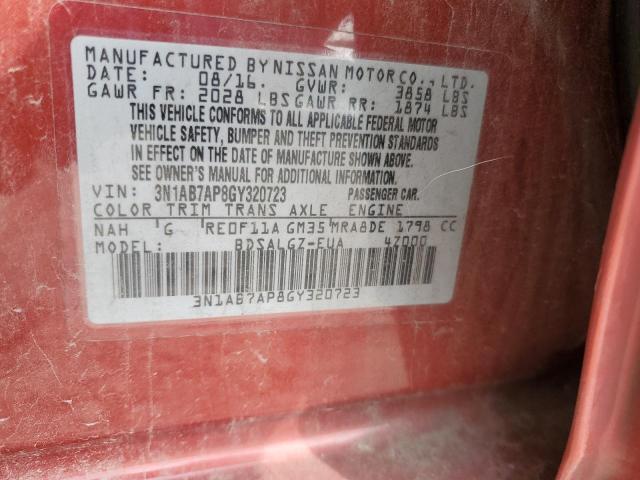 MANUFACTURED BY NISSAN MOTOR CO., LTD.
DATE: 08/16 GVWR: 3858 LBS
GAWR FR: 2028 LBS GAWR RR: 1874 LBS
THIS VEHICLE CONFORMS TO ALL APPLICABLE FEDERAL MOTOR
VEHICLE SAFETY, BUMPER AND THEFT PREVENTION STANDARDS
IN EFFECT ON THE DATE OF MANUFACTURE SHOWN ABOVE.
SEE OWNER'S MANUAL FOR ADDITIONAL INFORMATION.
VIN: 3N1AB7AP8GY320723 PASSENGER CAR.
COLOR TRIM TRANS AXLE ENGINE
NAH G RE0F11A GM35 MRA8DE 1798 CC
MODEL: BDSALGZ-EUA 4Z000
3N1AB7AP8GY320723